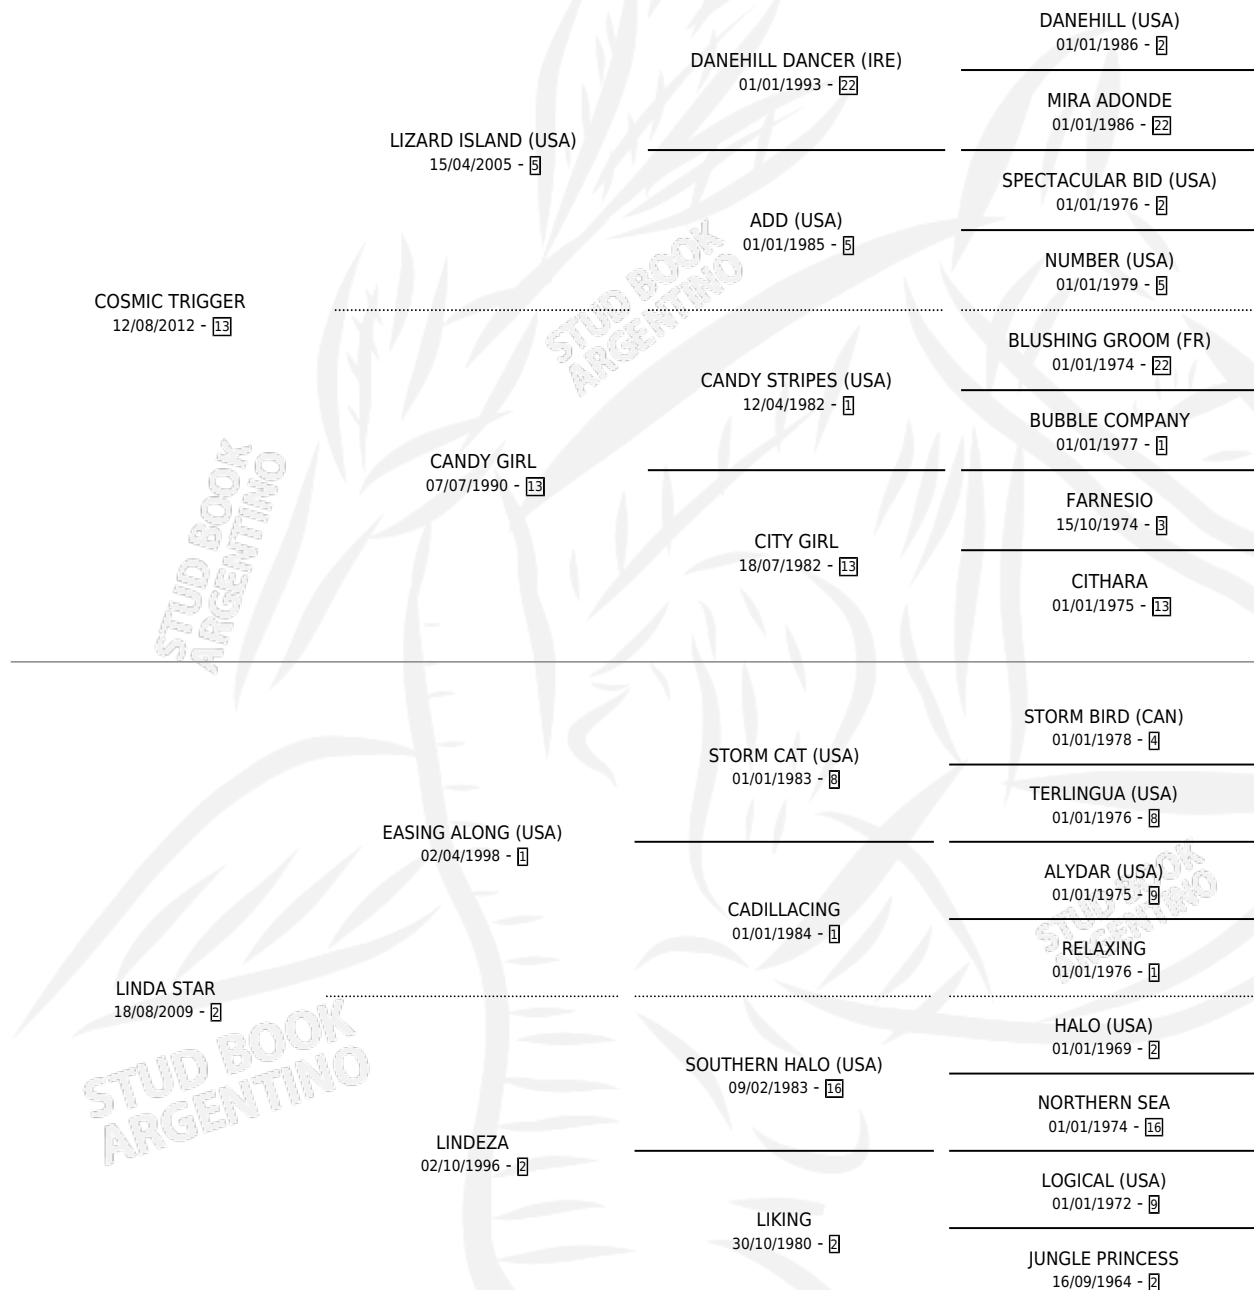 DANEHILL (USA)
01/01/1986 - 2
DANEHILL DANCER (IRE)
01/01/1993 - 22
MIRA ADONDE
01/01/1986 - 22
LIZARD ISLAND (USA)
15/04/2005 - 5
SPECTACULAR BID (USA)
01/01/1976 - 2
ADD (USA)
01/01/1985 - 5
NUMBER (USA)
01/01/1979 - 5
COSMIC TRIGGER
12/08/2012 - 13
BLUSHING GROOM (FR)
01/01/1974 - 22
CANDY STRIPES (USA)
12/04/1982 - 1
BUBBLE COMPANY
01/01/1977 - 1
CANDY GIRL
07/07/1990 - 13
FARNESIO
15/10/1974 - 3
CITY GIRL
18/07/1982 - 13
CITHARA
01/01/1975 - 13
STORM BIRD (CAN)
01/01/1978 - 4
STORM CAT (USA)
01/01/1983 - 8
TERLINGUA (USA)
01/01/1976 - 8
EASING ALONG (USA)
02/04/1998 - 1
ALYDAR (USA)
01/01/1975 - 9
CADILLACING
01/01/1984 - 1
RELAXING
01/01/1976 - 1
LINDA STAR
18/08/2009 - 2
HALO (USA)
01/01/1969 - 2
SOUTHERN HALO (USA)
09/02/1983 - 16
NORTHERN SEA
01/01/1974 - 16
LINDEZA
02/10/1996 - 2
LOGICAL (USA)
01/01/1972 - 9
LIKING
30/10/1980 - 2
JUNGLE PRINCESS
16/09/1964 - 2
STUD BOOK
ARGENTINO
STUD BOOK
ARGENTINO
STUD BOOK
ARGENTINO
STUD BOOK
ARGENTINO